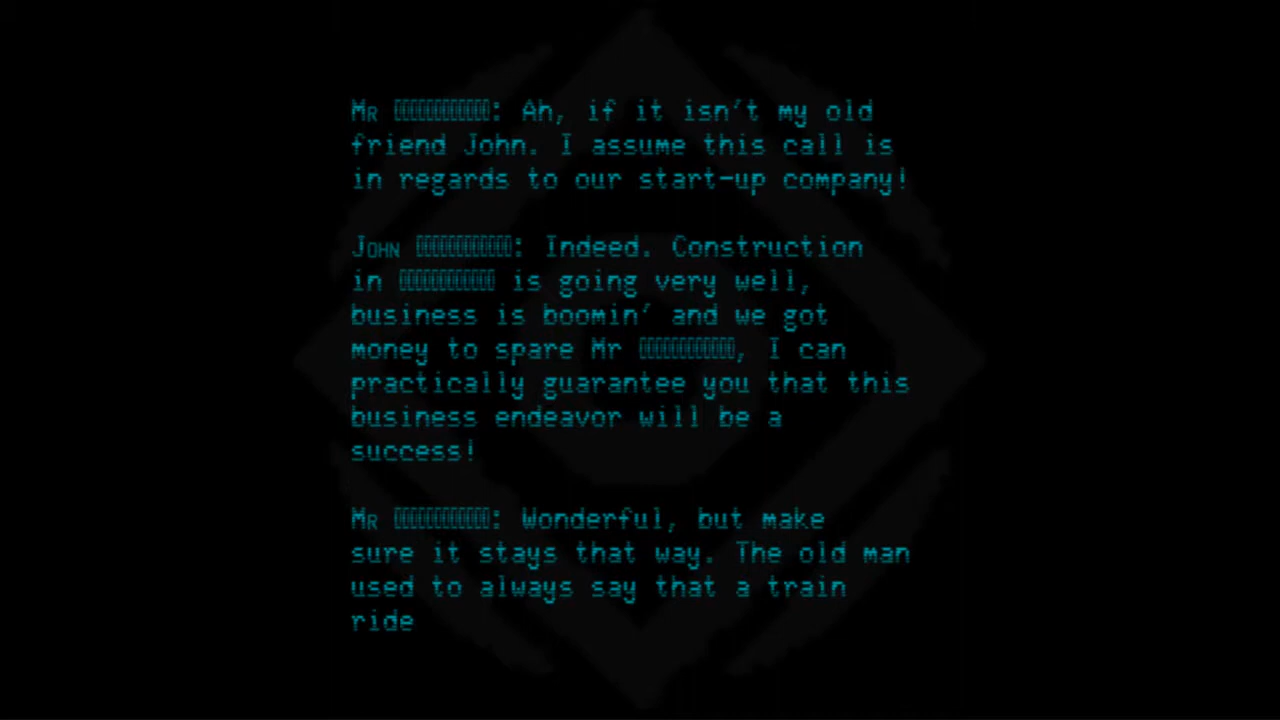 Mr ▯▯▯▯▯▯▯▯▯▯▯▯: Ah, if it isn't my old
friend John. I assume this call is
in regards to our start-up company!
John ▯▯▯▯▯▯▯▯▯▯▯▯: Indeed. Construction
in ▯▯▯▯▯▯▯▯▯▯▯▯ is going very well,
business is boomin' and we got
money to spare Mr ▯▯▯▯▯▯▯▯▯▯▯▯, I can
practically guarantee you that this
business endeavor will be a
success!
Mr ▯▯▯▯▯▯▯▯▯▯▯▯: Wonderful, but make
sure it stays that way. The old man
used to always say that a train
ride